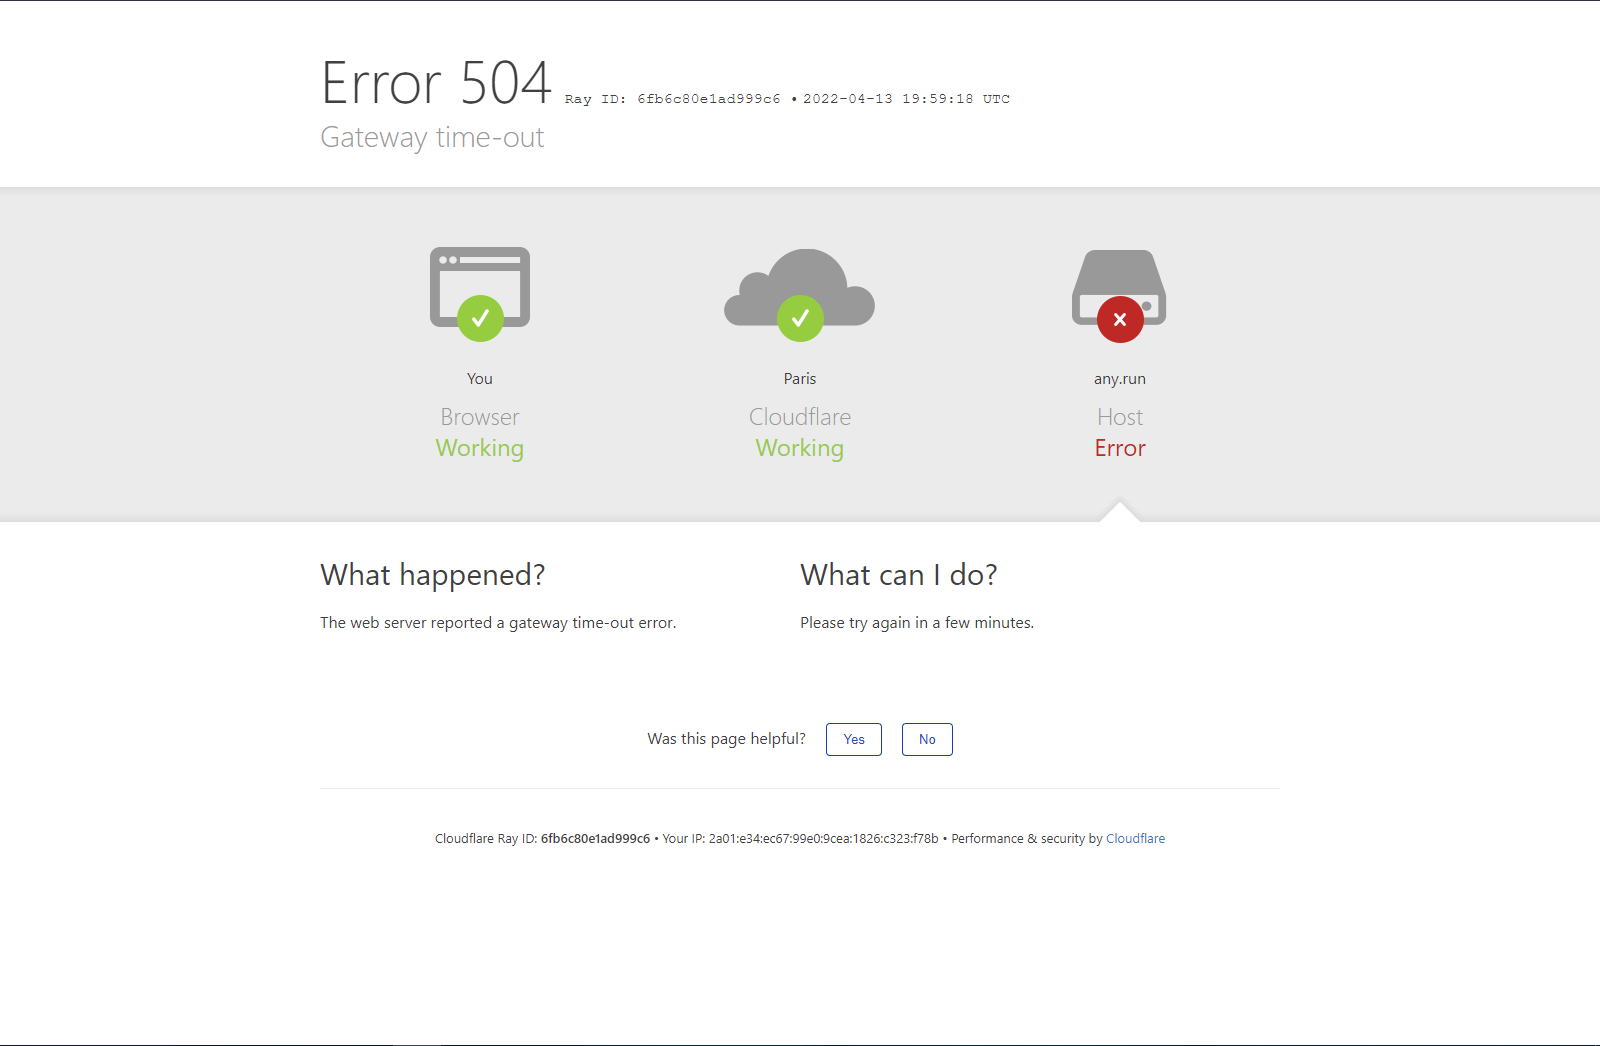 Error 504 Ray ID: 6fb6c80e1ad999c6 • 2022-04-13 19:59:18 UTC
Gateway time-out
You
Browser
Working
Paris
Cloudflare
Working
any.run
Host
Error
What happened?
The web server reported a gateway time-out error.
What can I do?
Please try again in a few minutes.
Was this page helpful? Yes No
Cloudflare Ray ID: 6fb6c80e1ad999c6 • Your IP: 2a01:e34:ec67:99e0:9cea:1826:c323:f78b • Performance & security by Cloudflare